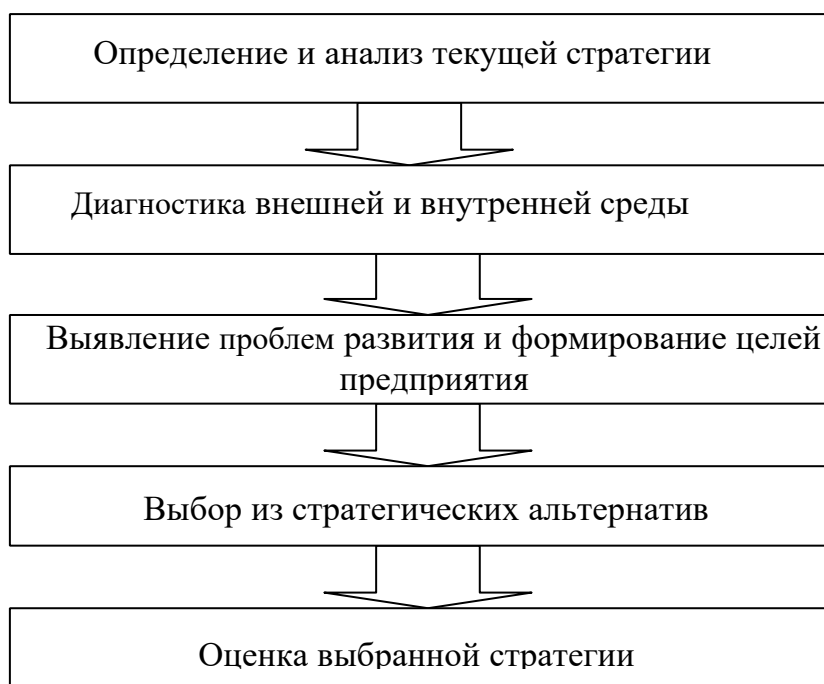 Определение и анализ текущей стратегии
Диагностика внешней и внутренней среды
Выявление проблем развития и формирование целей
предприятия
Выбор из стратегических альтернатив
Оценка выбранной стратегии